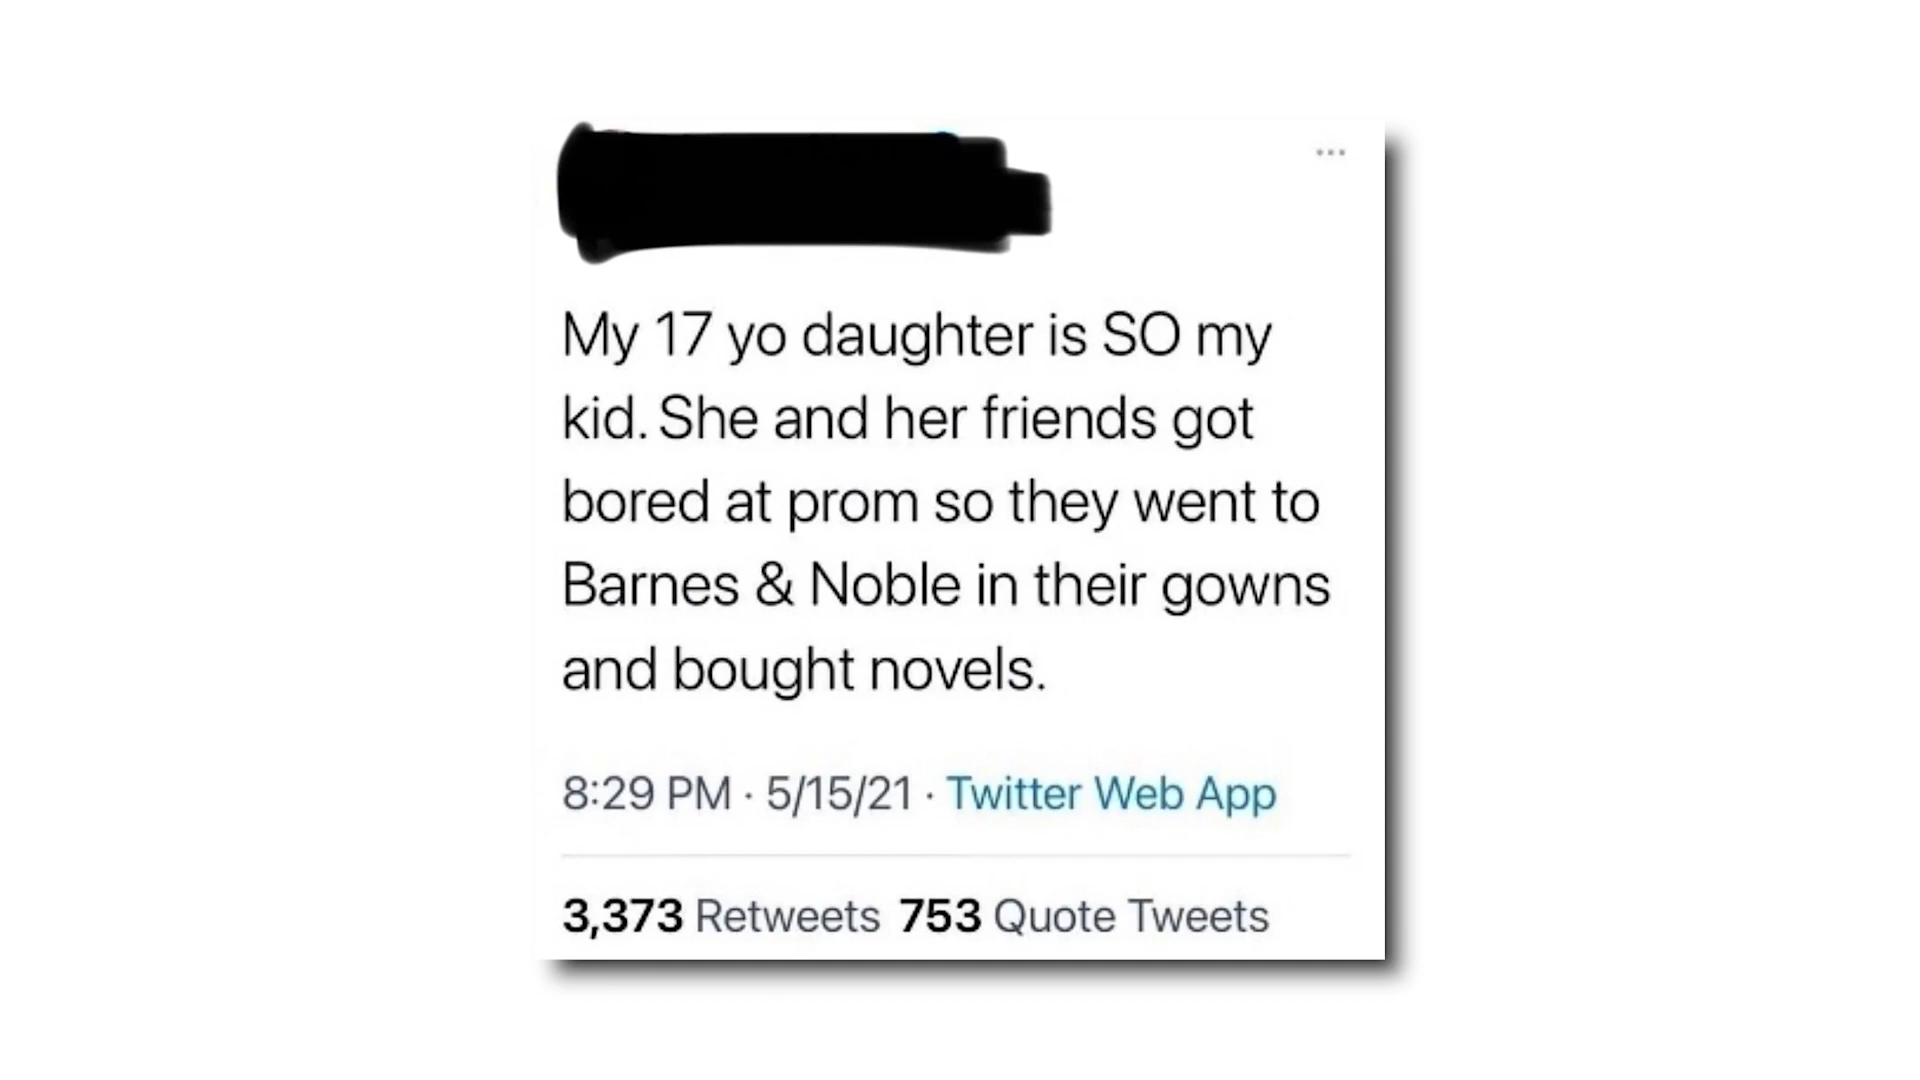 My 17 yo daughter is SO my
kid. She and her friends got
bored at prom so they went to
Barnes & Noble in their gowns
and bought novels.
8:29 PM · 5/15/21 · Twitter Web App
3,373 Retweets 753 Quote Tweets